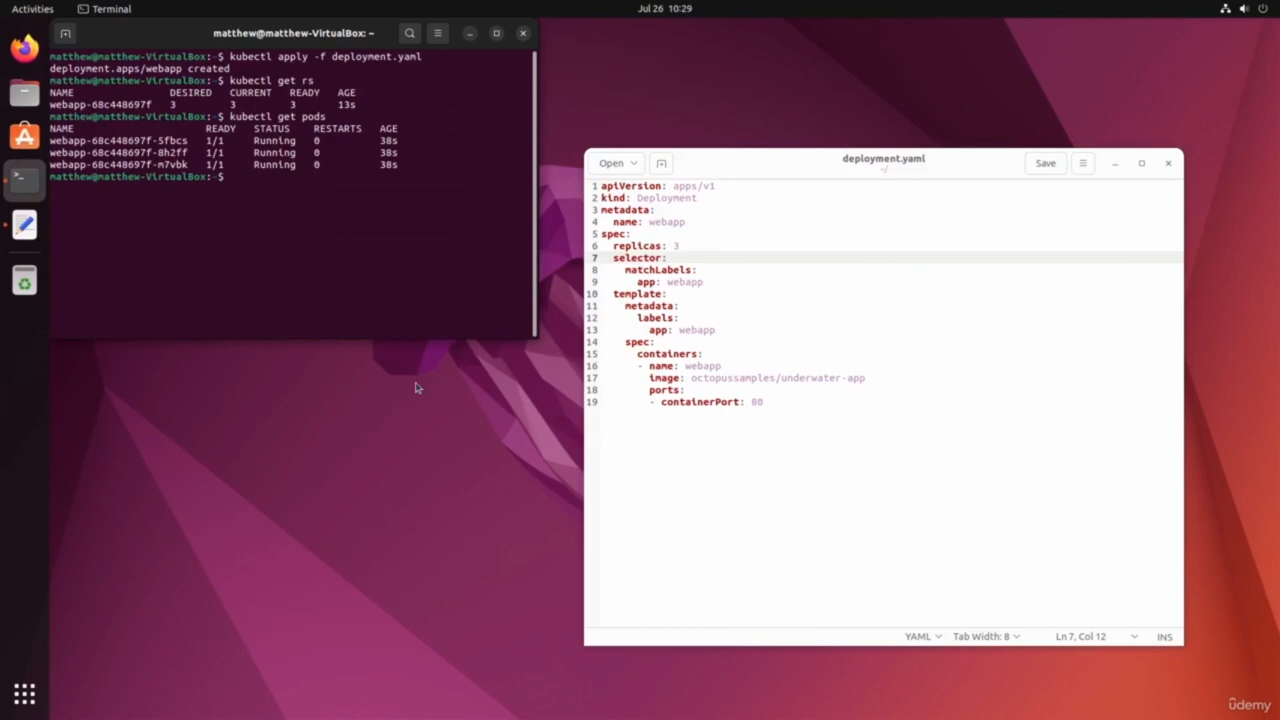 Activities Terminal Jul 26 10:29
matthew@matthew-VirtualBox: ~
matthew@matthew-VirtualBox:~$ kubectl apply -f deployment.yaml
deployment.apps/webapp created
matthew@matthew-VirtualBox:~$ kubectl get rs
NAME DESIRED CURRENT READY AGE
webapp-68c448697f 3 3 3 13s
matthew@matthew-VirtualBox:~$ kubectl get pods
NAME READY STATUS RESTARTS AGE
webapp-68c448697f-5fbcs 1/1 Running 0 38s
webapp-68c448697f-8h2ff 1/1 Running 0 38s
webapp-68c448697f-m7vbk 1/1 Running 0 38s
matthew@matthew-VirtualBox:~$
Open deployment.yaml Save
~/
1 apiVersion: apps/v1
2 kind: Deployment
3 metadata:
4   name: webapp
5 spec:
6   replicas: 3
7   selector:
8     matchLabels:
9       app: webapp
10   template:
11     metadata:
12       labels:
13         app: webapp
14     spec:
15       containers:
16       - name: webapp
17         image: octopussamples/underwater-app
18         ports:
19         - containerPort: 80
YAML Tab Width: 8 Ln 7, Col 12 INS
ûdemy